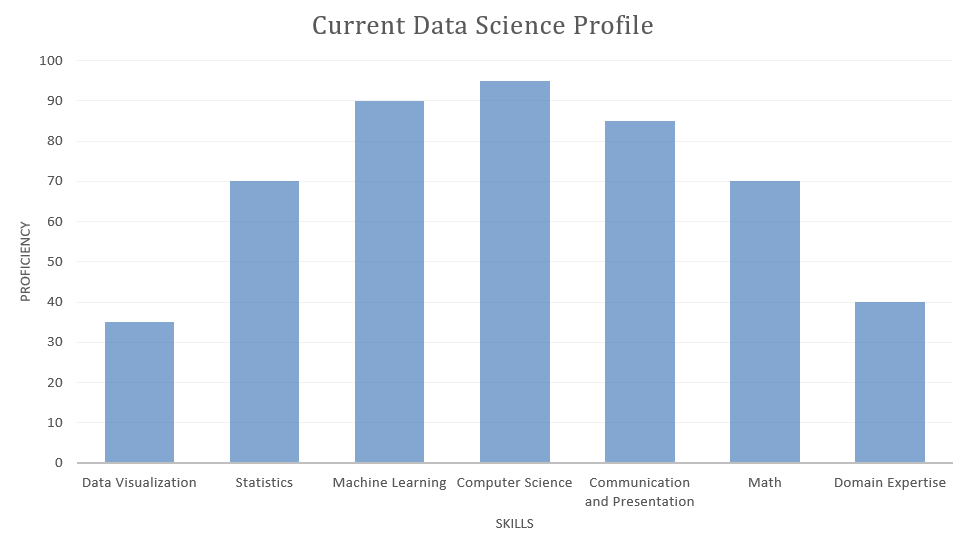 Current Data Science Profile
100
90
80
70
60
50
40
30
20
10
0
PROFICIENCY
Data Visualization
Statistics
Machine Learning
Computer Science
Communication
and Presentation
Math
Domain Expertise
SKILLS